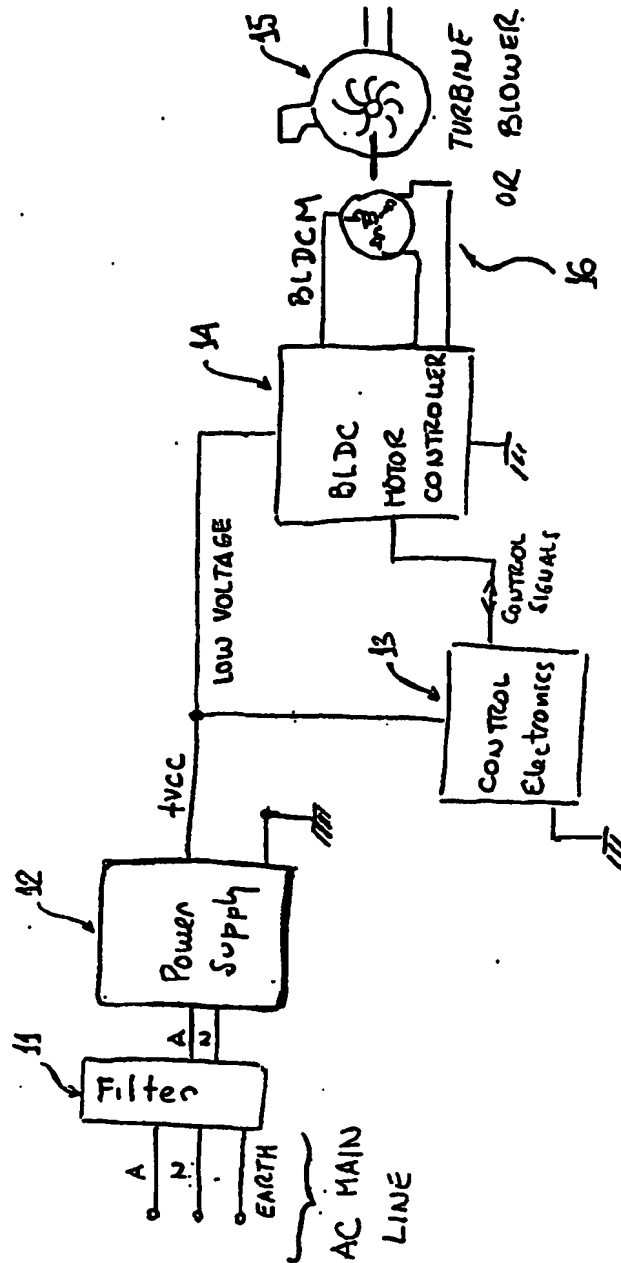 11
Filter
A
2
EARTH
AC MAIN
LINE
A
2
12
Power
Supply
+VCC
LOW VOLTAGE
13
CONTROL
Electronics
CONTROL
SIGNALS
14
BLDC
MOTOR
CONTROLLER
BLDCM
15
TURBINE
OR BLOWER
16